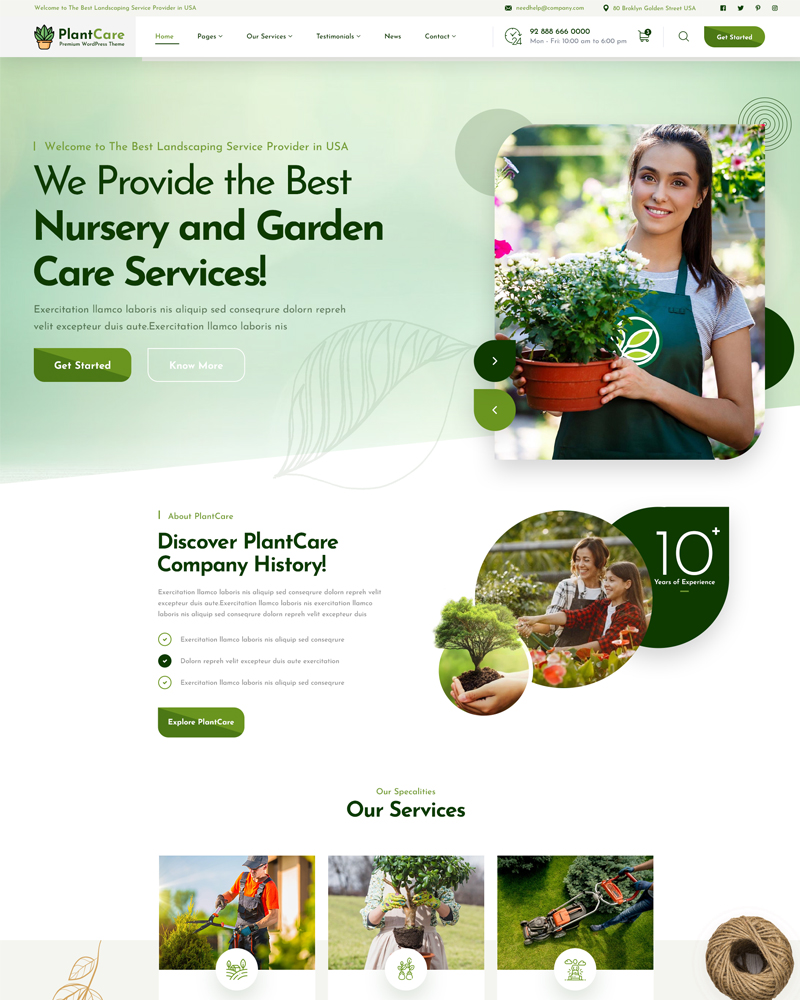 Welcome to The Best Landscaping Service Provider in USA
needhelp@company.com
80 Broklyn Golden Street USA
PlantCare
Premium WordPress Theme
Home
Pages
Our Services
Testimonials
News
Contact
24
92 888 666 0000
Mon - Fri: 10:00 am to 6:00 pm
Get Started
Welcome to The Best Landscaping Service Provider in USA
We Provide the Best
Nursery and Garden
Care Services!
Exercitation llamco laboris nis aliquip sed conseqrure dolorn repreh
velit excepteur duis aute.Exercitation llamco laboris nis
Get Started
Know More
About PlantCare
Discover PlantCare
Company History!
Exercitation llamco laboris nis aliquip sed conseqrure dolorn repreh velit
excepteur duis aute.Exercitation llamco laboris nis exercitation llamco
laboris nis aliquip sed conseqrure dolorn repreh velit excepteur duis
Exercitation llamco laboris nis aliquip sed conseqrure
Dolorn repreh velit excepteur duis aute exercitation
Exercitation llamco laboris nis aliquip sed conseqrure
Explore PlantCare
10+
Years of Experience
Our Specalities
Our Services